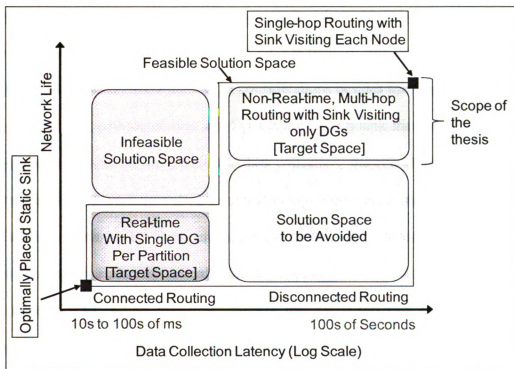 Single-hop Routing with
Sink Visiting Each Node
Feasible Solution Space
Network Life
Infeasible
Solution Space
Non-Real-time, Multi-hop
Routing with Sink Visiting
only DGs
[Target Space]
Scope of
the
thesis
Optimally Placed Static Sink
Real-time
With Single DG
Per Partition
[Target Space]
Solution Space
to be Avoided
Connected Routing
Disconnected Routing
10s to 100s of ms
100s of Seconds
Data Collection Latency (Log Scale)